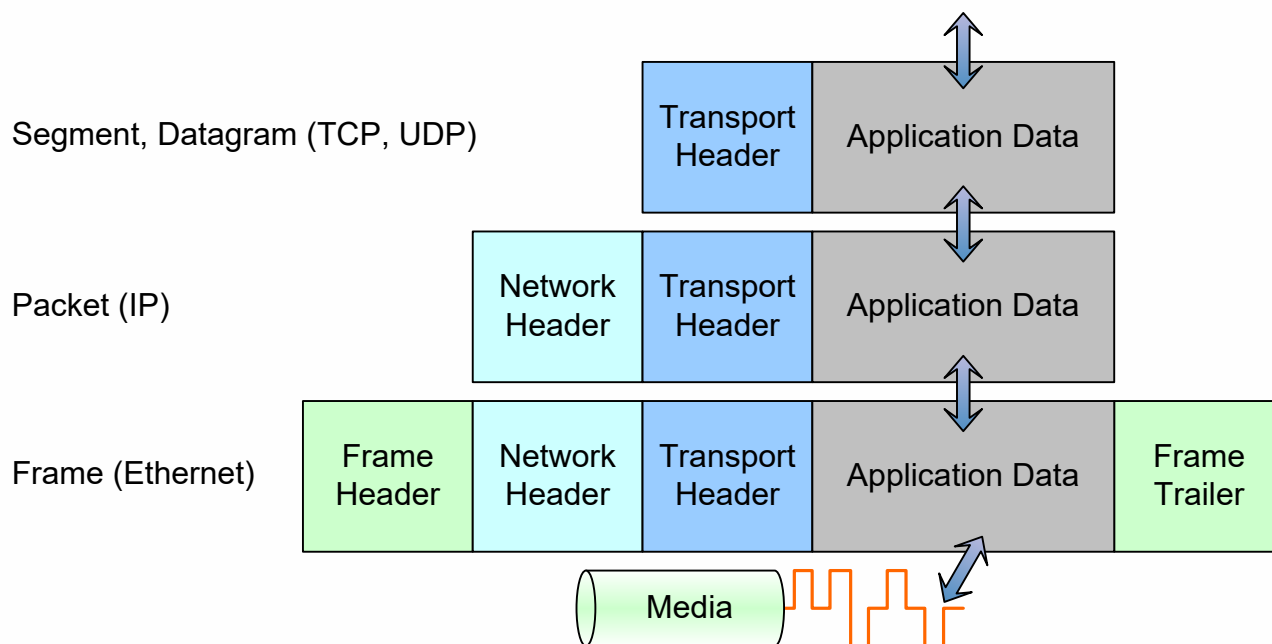 Segment, Datagram (TCP, UDP)
Transport
Header
Application Data
Packet (IP)
Network
Header
Transport
Header
Application Data
Frame (Ethernet)
Frame
Header
Network
Header
Transport
Header
Application Data
Frame
Trailer
Media